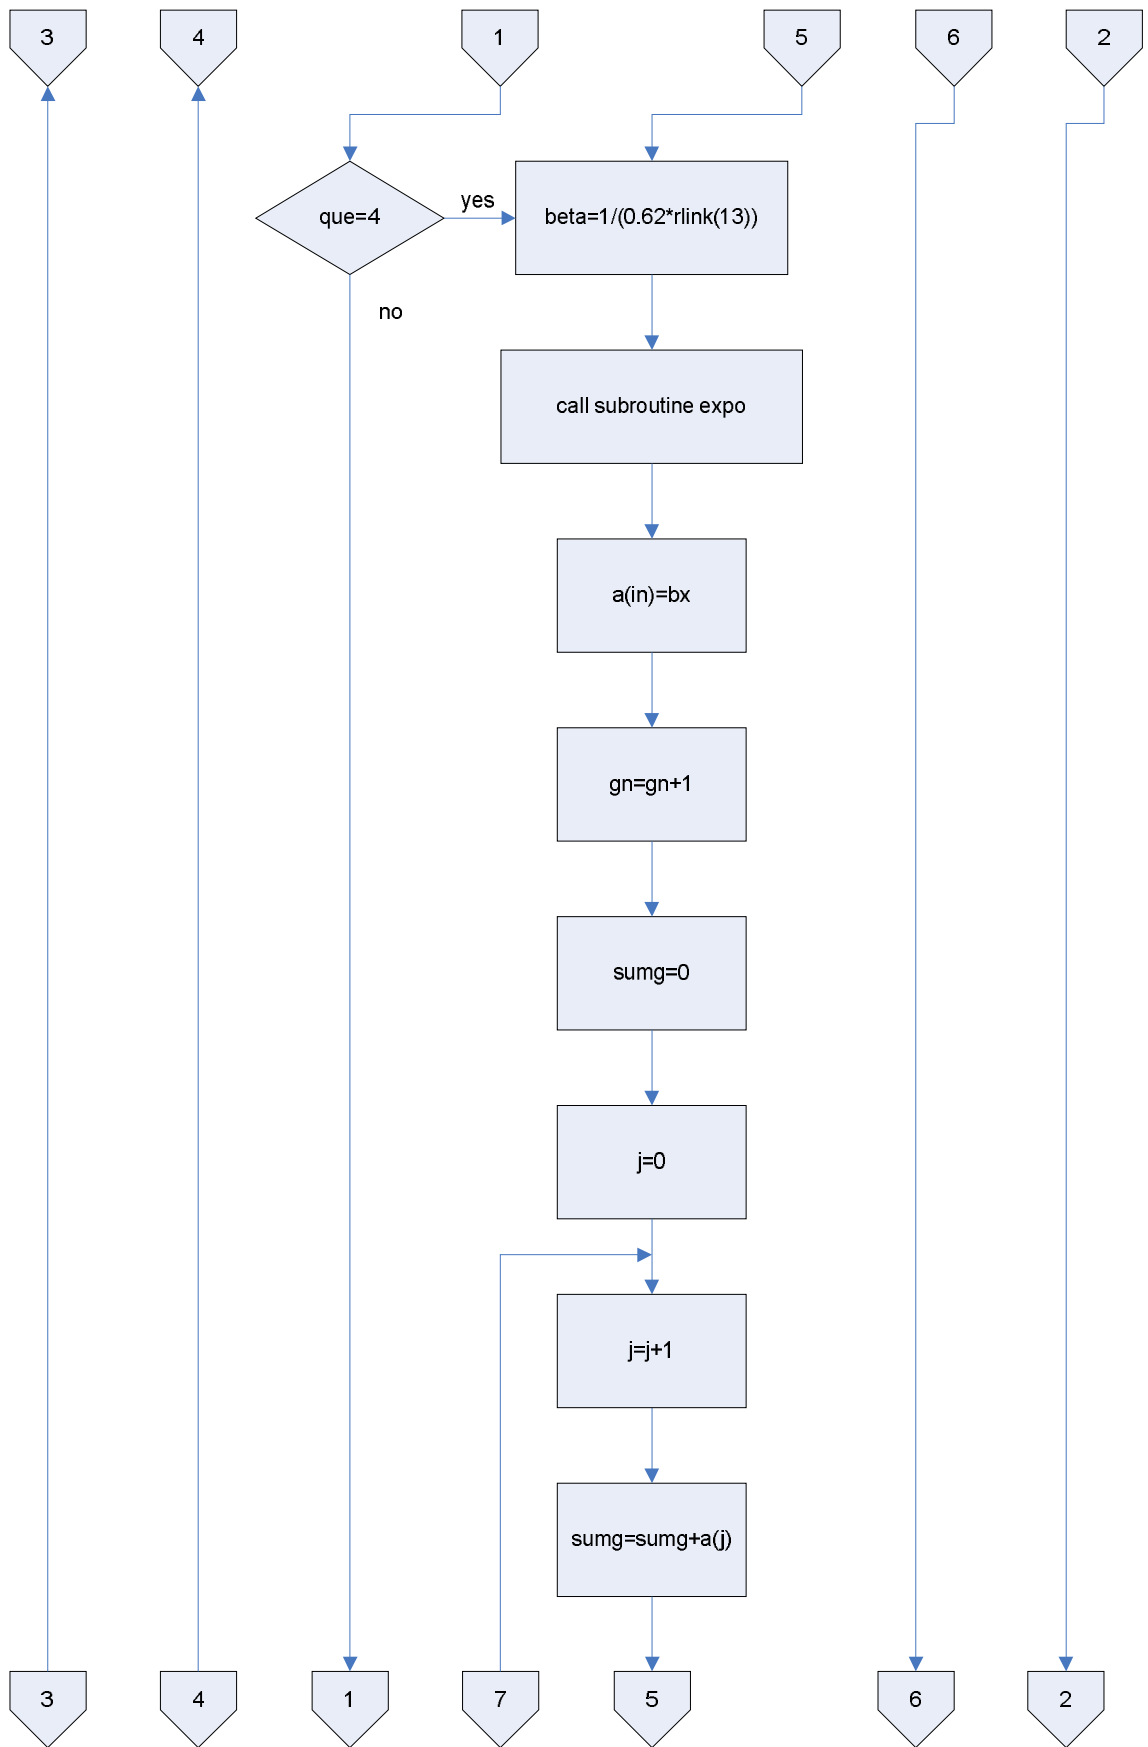 3
4
1
5
6
2
que=4
yes
beta=1/(0.62*rlink(13))
no
call subroutine expo
a(in)=bx
gn=gn+1
sumg=0
j=0
j=j+1
sumg=sumg+a(j)
3
4
1
7
5
6
2